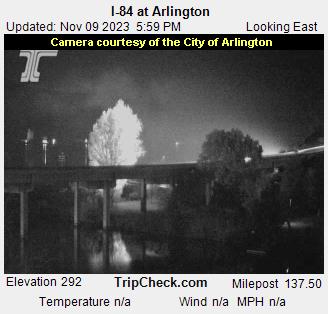 I-84 at Arlington
Updated: Nov 09 2023 5:59 PM Looking East
Camera courtesy of the City of Arlington
Elevation 292 TripCheck.com Milepost 137.50
Temperature n/a Wind n/a MPH n/a